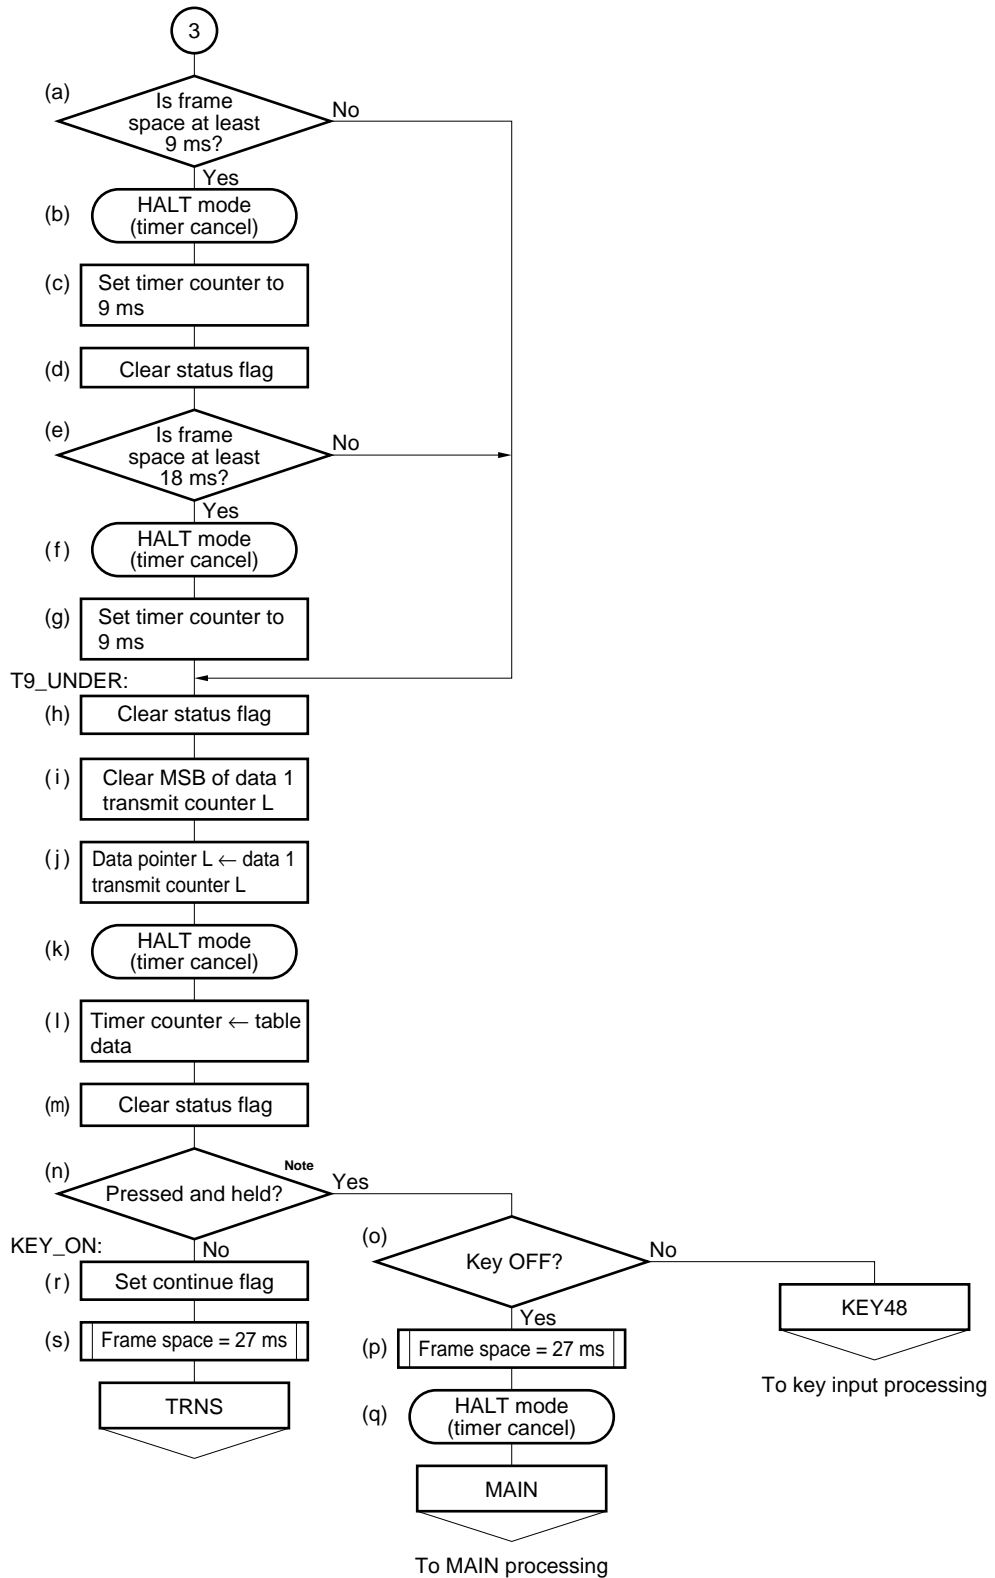 3
(a)
Is frame
space at least
9 ms?
No
Yes
(b)
HALT mode
(timer cancel)
(c)
Set timer counter to
9 ms
(d)
Clear status flag
(e)
Is frame
space at least
18 ms?
No
Yes
(f)
HALT mode
(timer cancel)
(g)
Set timer counter to
9 ms
T9_UNDER:
(h)
Clear status flag
(i)
Clear MSB of data 1
transmit counter L
(j)
Data pointer L ← data 1
transmit counter L
(k)
HALT mode
(timer cancel)
(l)
Timer counter ← table
data
(m)
Clear status flag
(n)
Pressed and held?
Note
Yes
No
KEY_ON:
(r)
Set continue flag
(s)
Frame space = 27 ms
TRNS
(o)
Key OFF?
No
Yes
(p)
Frame space = 27 ms
(q)
HALT mode
(timer cancel)
MAIN
To MAIN processing
KEY48
To key input processing